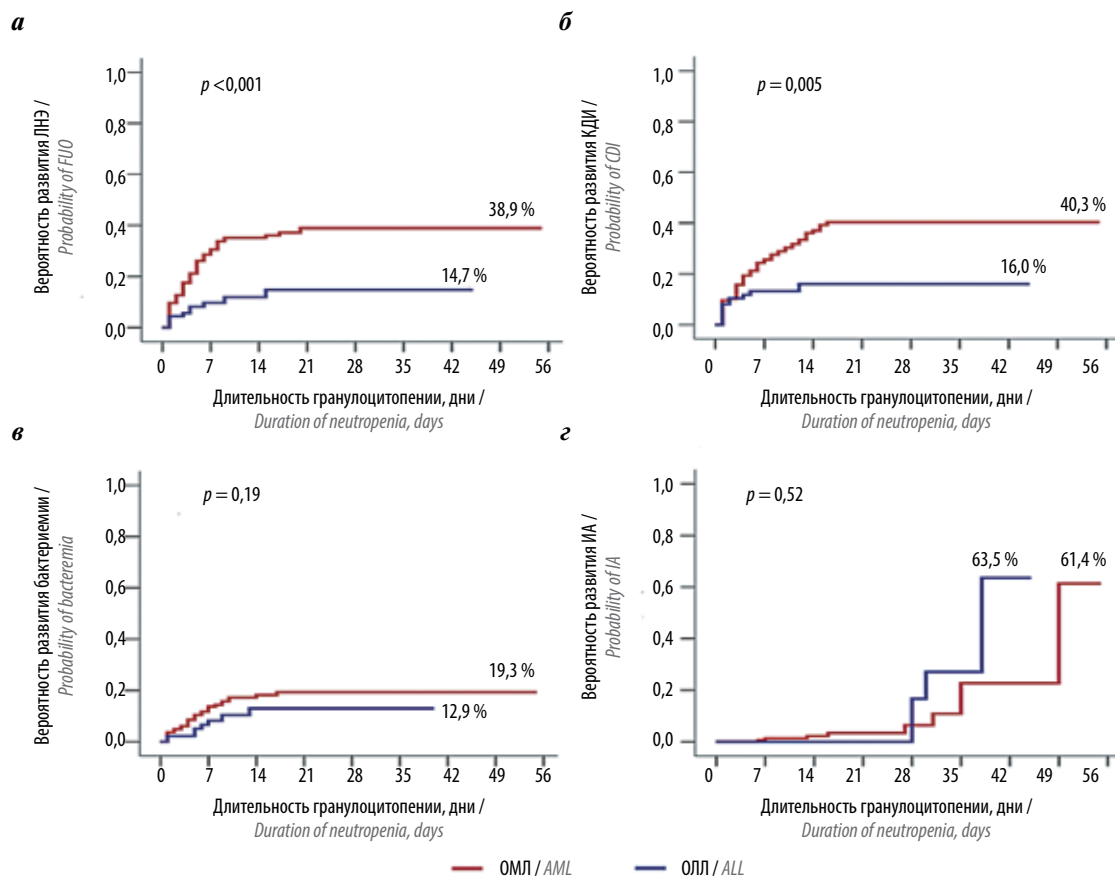 а
1,0
0,8
0,6
0,4
0,2
0,0
p <0,001
38,9 %
14,7 %
Вероятность развития ЛНЭ /
Probability of FUO
0 7 14 21 28 35 42 49 56
Длительность гранулоцитопении, дни /
Duration of neutropenia, days
б
1,0
0,8
0,6
0,4
0,2
0,0
p = 0,005
40,3 %
16,0 %
Вероятность развития КДИ /
Probability of CDI
0 7 14 21 28 35 42 49 56
Длительность гранулоцитопении, дни /
Duration of neutropenia, days
в
1,0
0,8
0,6
0,4
0,2
0,0
p = 0,19
19,3 %
12,9 %
Вероятность развития бактериемии /
Probability of bacteremia
0 7 14 21 28 35 42 49 56
Длительность гранулоцитопении, дни /
Duration of neutropenia, days
г
1,0
0,8
0,6
0,4
0,2
0,0
p = 0,52
63,5 %
61,4 %
Вероятность развития ИА /
Probability of IA
0 7 14 21 28 35 42 49 56
Длительность гранулоцитопении, дни /
Duration of neutropenia, days
ОМЛ / AML
ОЛЛ / ALL